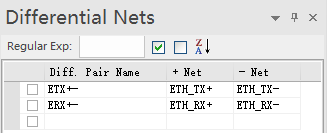 Differential Nets
Regular Exp:
Diff. Pair Name + Net - Net
ETX+- ETH_TX+ ETH_TX-
ERX+- ETH_RX+ ETH_RX-